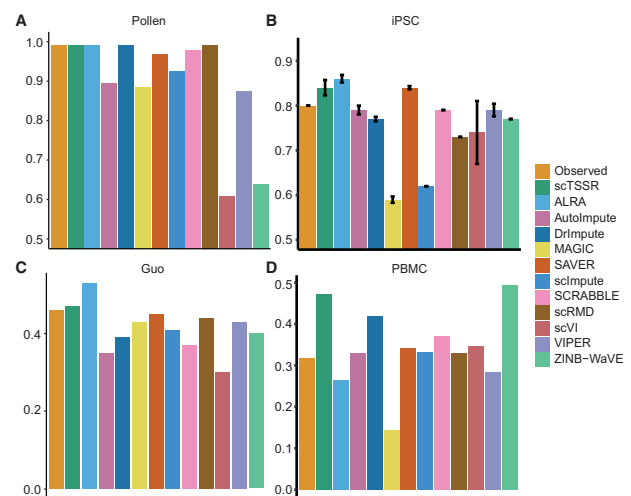 A Pollen
1.0
0.9
0.8
0.7
0.6
0.5
B iPSC
0.9
0.8
0.7
0.6
0.5
C Guo
0.4
0.2
0.0
D PBMC
0.5
0.4
0.3
0.2
0.1
0.0
Observed
scTSSR
ALRA
AutoImpute
DrImpute
MAGIC
SAVER
scImpute
SCRABBLE
scRMD
scVI
VIPER
ZINB-WaVE